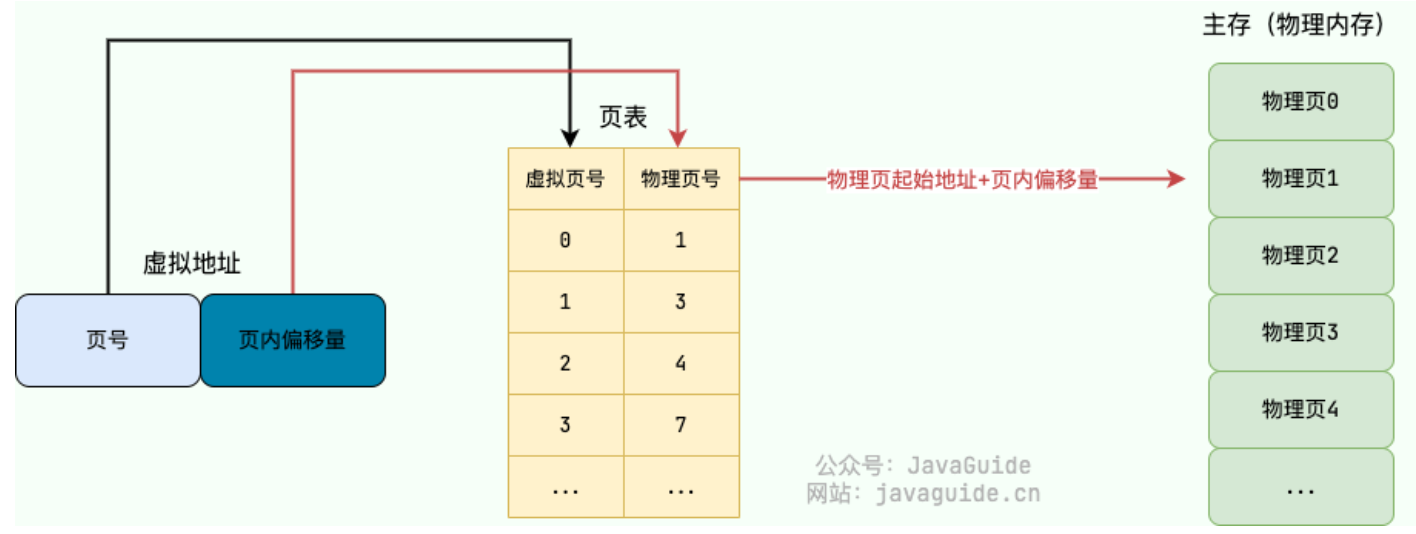 主存（物理内存）
物理页0
页表
虚拟页号 物理页号
物理页起始地址+页内偏移量
物理页1
0 1
物理页2
虚拟地址
1 3
页号 页内偏移量
物理页3
2 4
3 7
物理页4
公众号：JavaGuide
网站：javaguide.cn
... ...
...